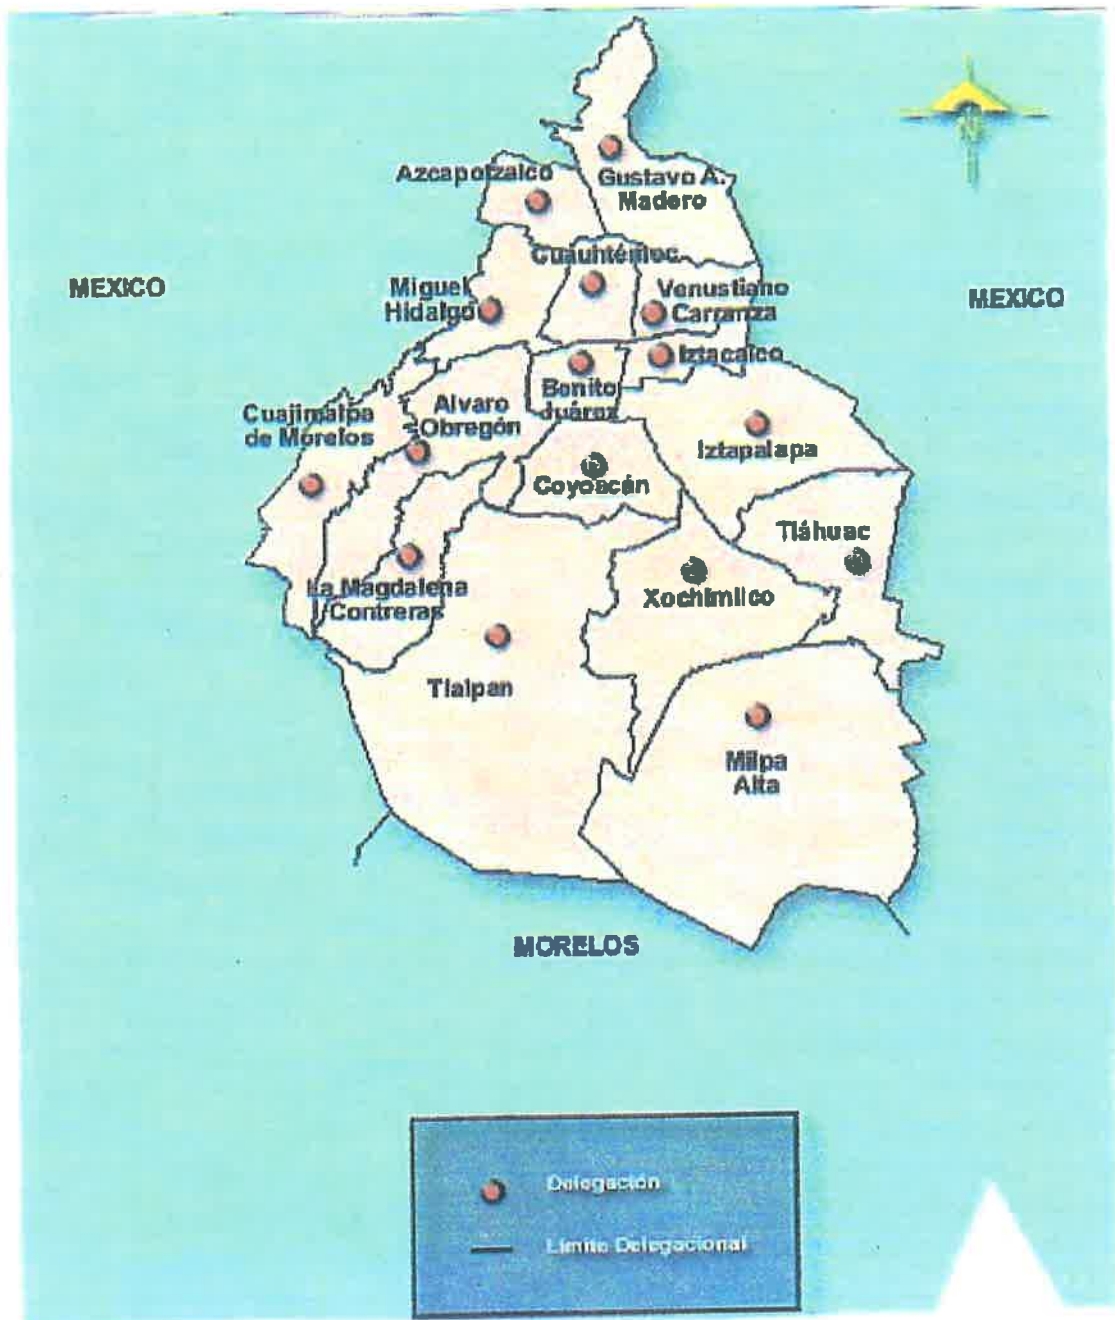 N
Azcapotzalco
Gustavo A.
Madero
Cuauhtémoc
MEXICO
Miguel
Hidalgo
Venustiano
Carranza
MEXICO
Iztacalco
Benito
Juárez
Cuajimalpa
de Morelos
Alvaro
Obregón
Iztapalapa
Coyoacán
Tláhuac
La Magdalena
Contreras
Xochimilco
Tlalpan
Milpa
Alta
MORELOS
Delegación
Límite Delegacional